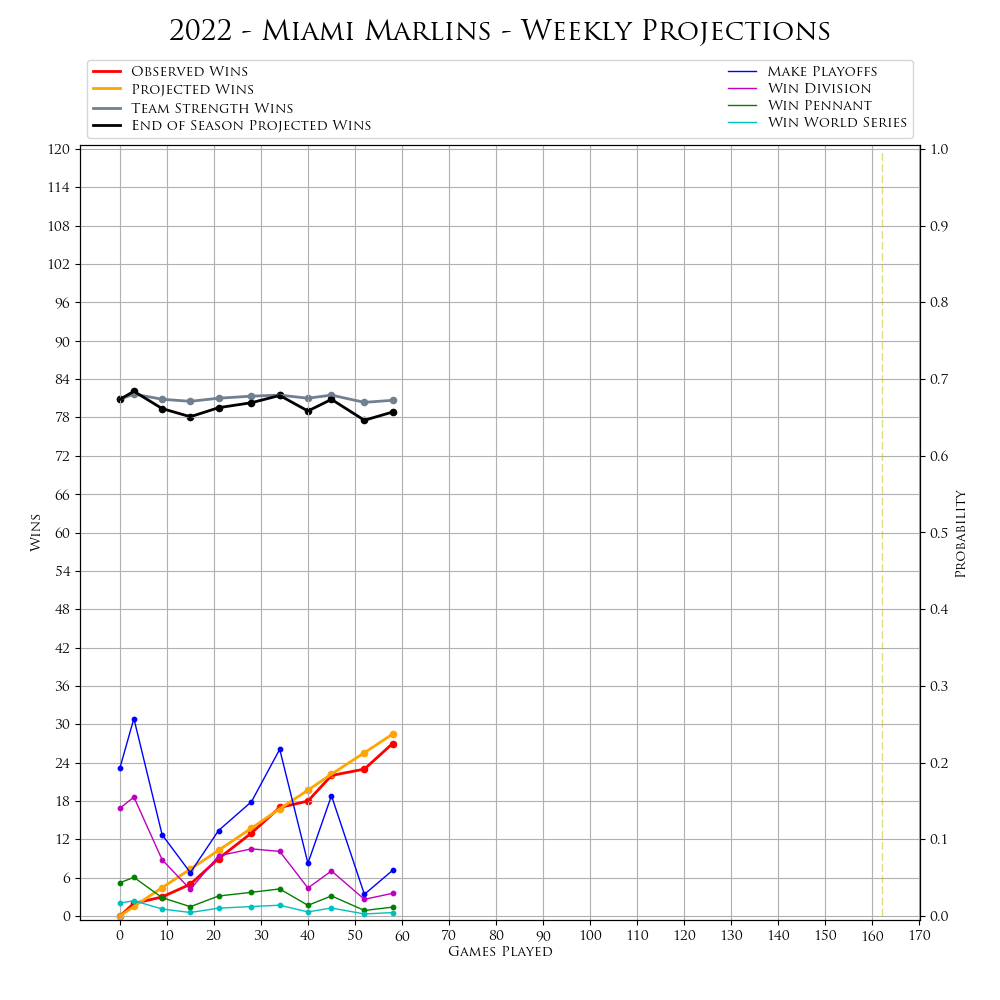 2022 - Miami Marlins - Weekly Projections
Observed Wins
Projected Wins
Team Strength Wins
End of Season Projected Wins
Make Playoffs
Win Division
Win Pennant
Win World Series
120
114
108
102
96
90
84
78
72
66
60
54
48
42
36
30
24
18
12
6
0
Wins
1.0
0.9
0.8
0.7
0.6
0.5
0.4
0.3
0.2
0.1
0.0
Probability
0 10 20 30 40 50 60 70 80 90 100 110 120 130 140 150 160 170
Games Played